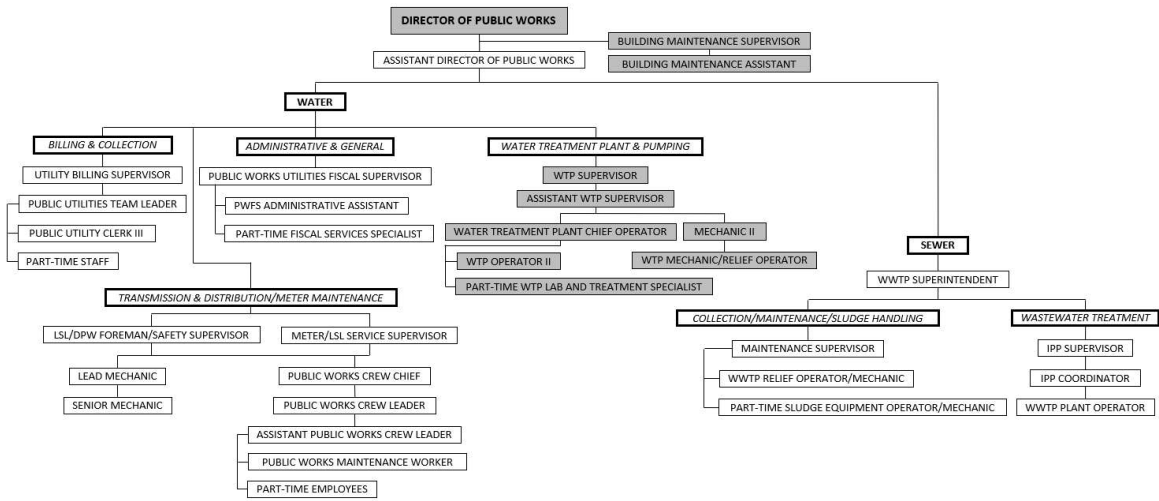 DIRECTOR OF PUBLIC WORKS
BUILDING MAINTENANCE SUPERVISOR
ASSISTANT DIRECTOR OF PUBLIC WORKS
BUILDING MAINTENANCE ASSISTANT
WATER
BILLING & COLLECTION
UTILITY BILLING SUPERVISOR
PUBLIC UTILITIES TEAM LEADER
PUBLIC UTILITY CLERK III
PART-TIME STAFF
ADMINISTRATIVE & GENERAL
PUBLIC WORKS UTILITIES FISCAL SUPERVISOR
PWFS ADMINISTRATIVE ASSISTANT
PART-TIME FISCAL SERVICES SPECIALIST
WATER TREATMENT PLANT & PUMPING
WTP SUPERVISOR
ASSISTANT WTP SUPERVISOR
WATER TREATMENT PLANT CHIEF OPERATOR
WTP OPERATOR II
PART-TIME WTP LAB AND TREATMENT SPECIALIST
MECHANIC II
WTP MECHANIC/RELIEF OPERATOR
TRANSMISSION & DISTRIBUTION/METER MAINTENANCE
LSL/DPW FOREMAN/SAFETY SUPERVISOR
METER/LSL SERVICE SUPERVISOR
LEAD MECHANIC
SENIOR MECHANIC
PUBLIC WORKS CREW CHIEF
PUBLIC WORKS CREW LEADER
ASSISTANT PUBLIC WORKS CREW LEADER
PUBLIC WORKS MAINTENANCE WORKER
PART-TIME EMPLOYEES
SEWER
WWTP SUPERINTENDENT
COLLECTION/MAINTENANCE/SLUDGE HANDLING
MAINTENANCE SUPERVISOR
WWTP RELIEF OPERATOR/MECHANIC
PART-TIME SLUDGE EQUIPMENT OPERATOR/MECHANIC
WASTEWATER TREATMENT
IPP SUPERVISOR
IPP COORDINATOR
WWTP PLANT OPERATOR